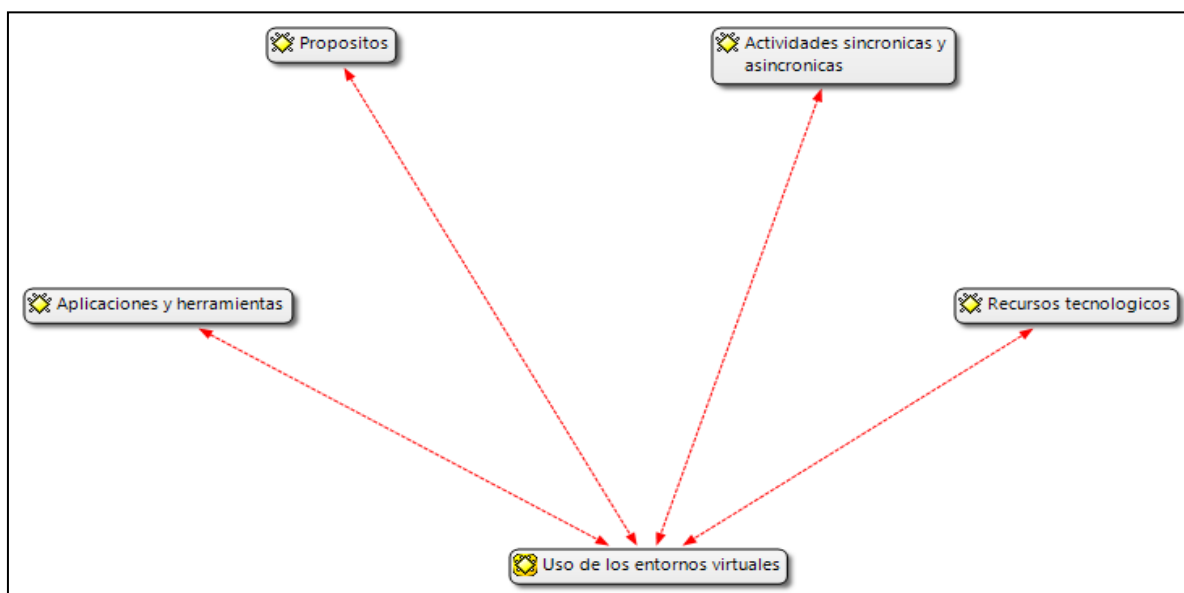 Propositos
Actividades sincronicas y
asincronicas
Aplicaciones y herramientas
Recursos tecnologicos
Uso de los entornos virtuales